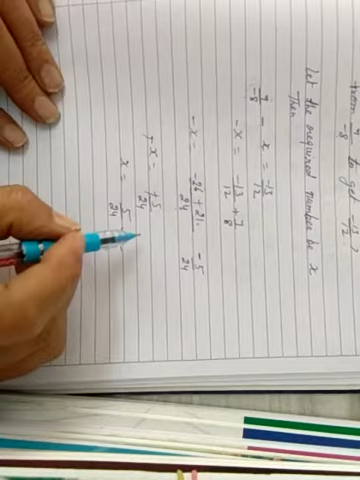 from 7/-8 to get -13/12 ?
Let the required number be x
Then
7/-8 - x = -13/12
-x = -13/12 + 7/8
-x = -26 + 21/24 -5/24
+x = +5/24
x = 5/24